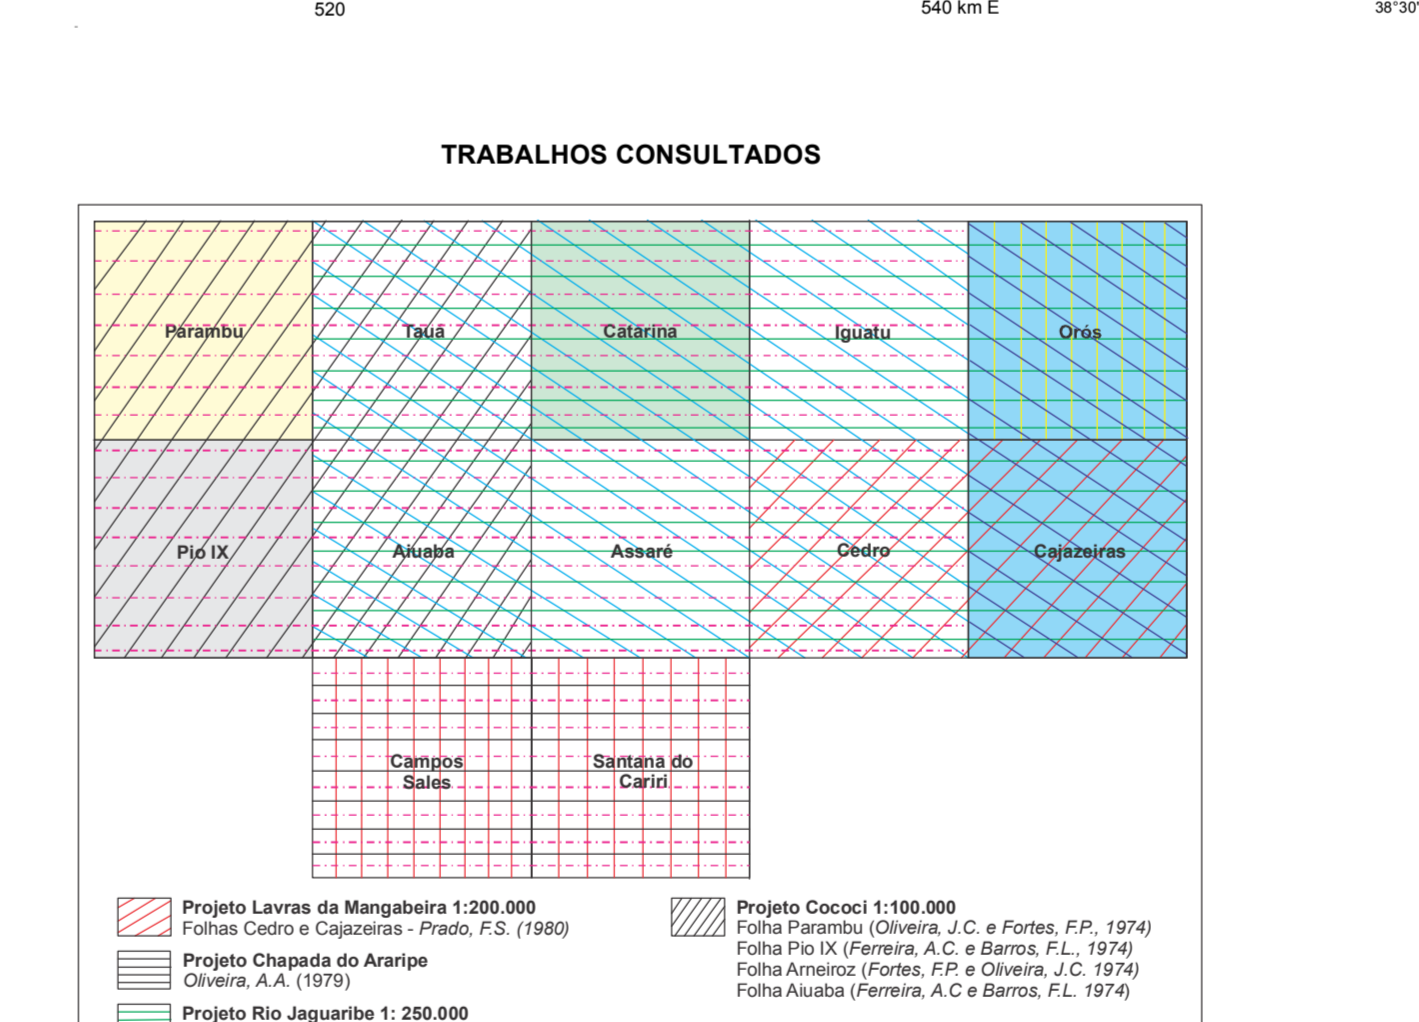 520
540 km E
38°30'
TRABALHOS CONSULTADOS
Parambu
Tauá
Catarina
Iguatu
Orós
Pio IX
Aiuaba
Assaré
Cedro
Cajazeiras
Campos
Sales
Santana do
Cariri
Projeto Lavras da Mangabeira 1:200.000
Folhas Cedro e Cajazeiras - Prado, F.S. (1980)
Projeto Chapada do Araripe
Oliveira, A.A. (1979)
Projeto Rio Jaguaribe 1: 250.000
Projeto Cococi 1:100.000
Folha Parambu (Oliveira, J.C. e Fortes, F.P., 1974)
Folha Pio IX (Ferreira, A.C. e Barros, F.L., 1974)
Folha Arneiroz (Fortes, F.P. e Oliveira, J.C. 1974)
Folha Aiuaba (Ferreira, A.C e Barros, F.L. 1974)